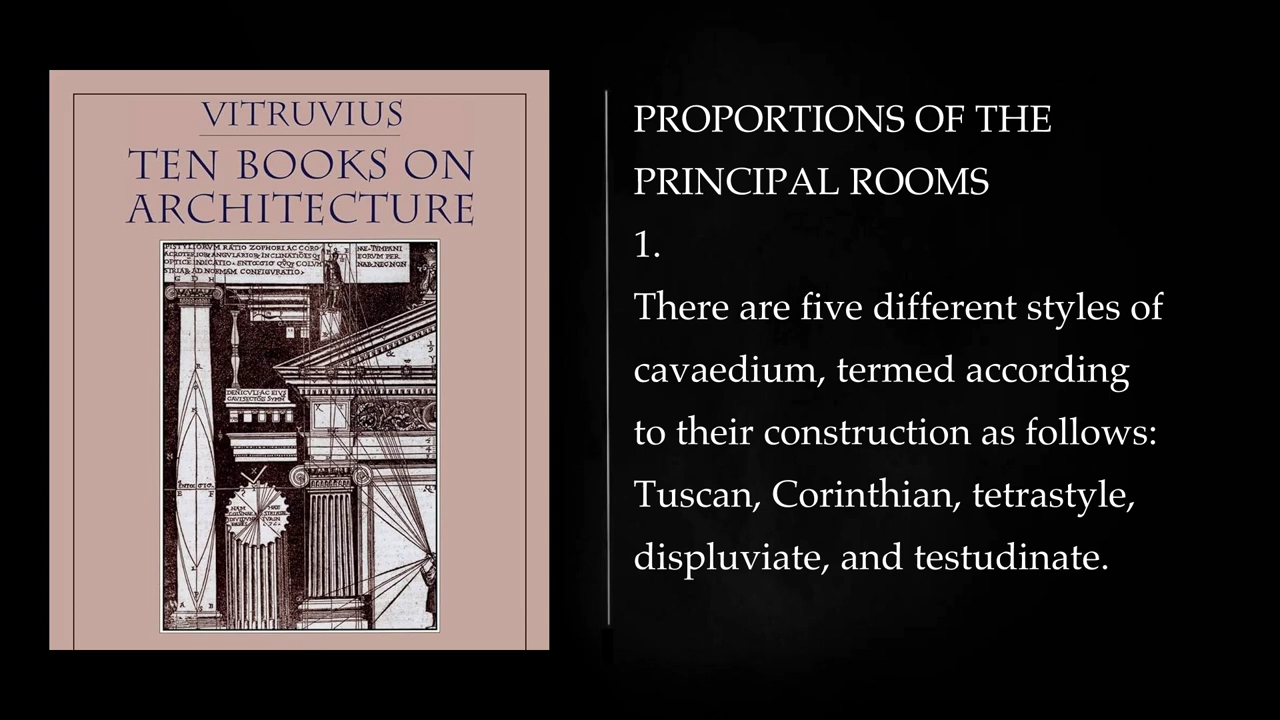 VITRUVIUS
TEN BOOKS ON
ARCHITECTURE
PROPORTIONS OF THE
PRINCIPAL ROOMS
1.
There are five different styles of
cavaedium, termed according
to their construction as follows:
Tuscan, Corinthian, tetrastyle,
displuviate, and testudinate.